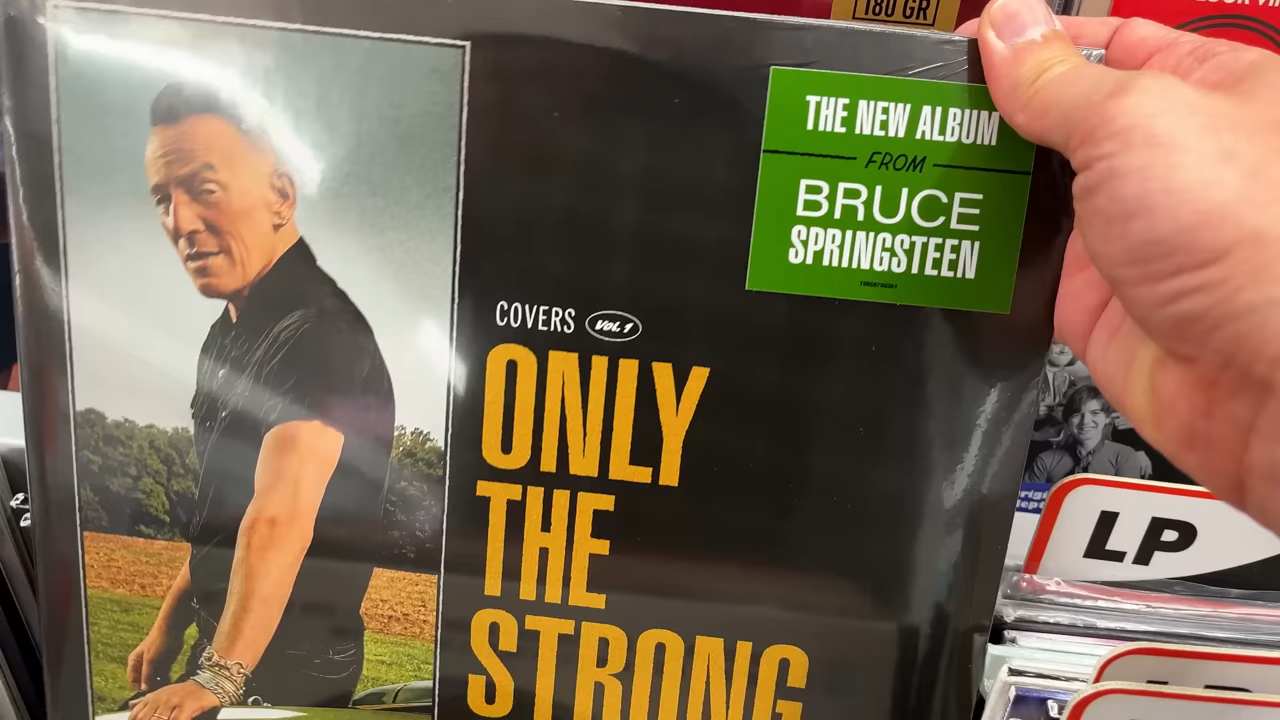 180 GR
THE NEW ALBUM
FROM
BRUCE
SPRINGSTEEN
COVERS VOL.1
ONLY
THE
STRONG
LP